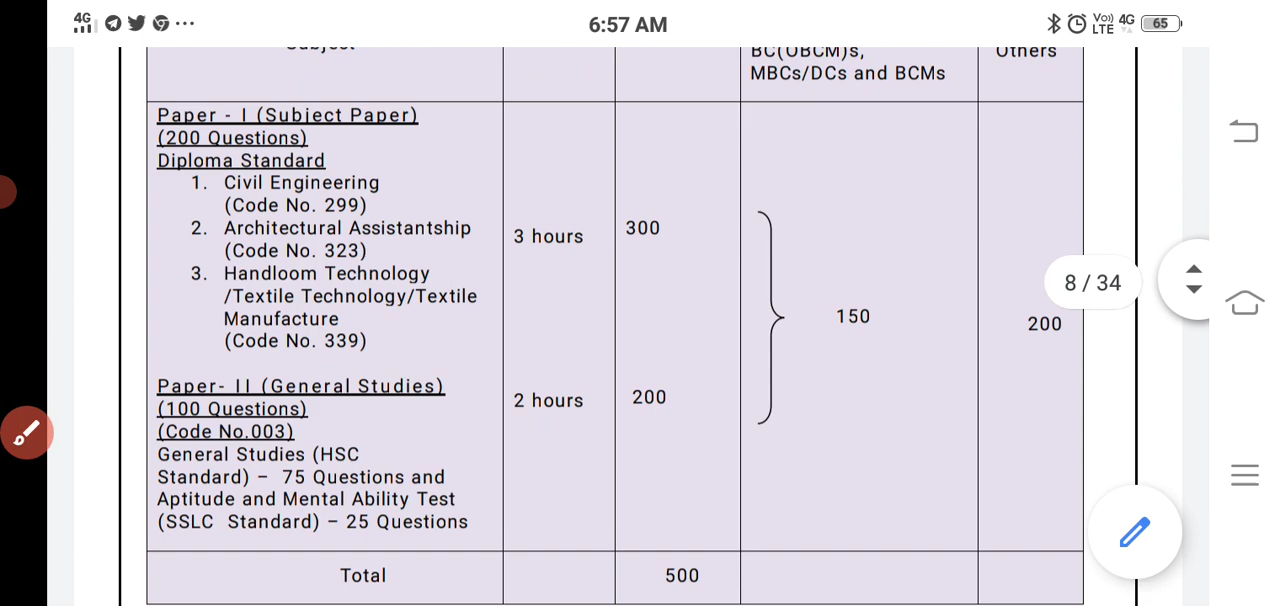 4G
6:57 AM
Vo) 4G
LTE
65
BC(OBCM)s,
MBCs/DCs and BCMs
Others
Paper - I (Subject Paper)
(200 Questions)
Diploma Standard
1. Civil Engineering
(Code No. 299)
2. Architectural Assistantship
(Code No. 323)
3. Handloom Technology
/Textile Technology/Textile
Manufacture
(Code No. 339)
3 hours
300
150
200
8 / 34
Paper- II (General Studies)
(100 Questions)
(Code No.003)
General Studies (HSC
Standard) – 75 Questions and
Aptitude and Mental Ability Test
(SSLC Standard) – 25 Questions
2 hours
200
Total
500